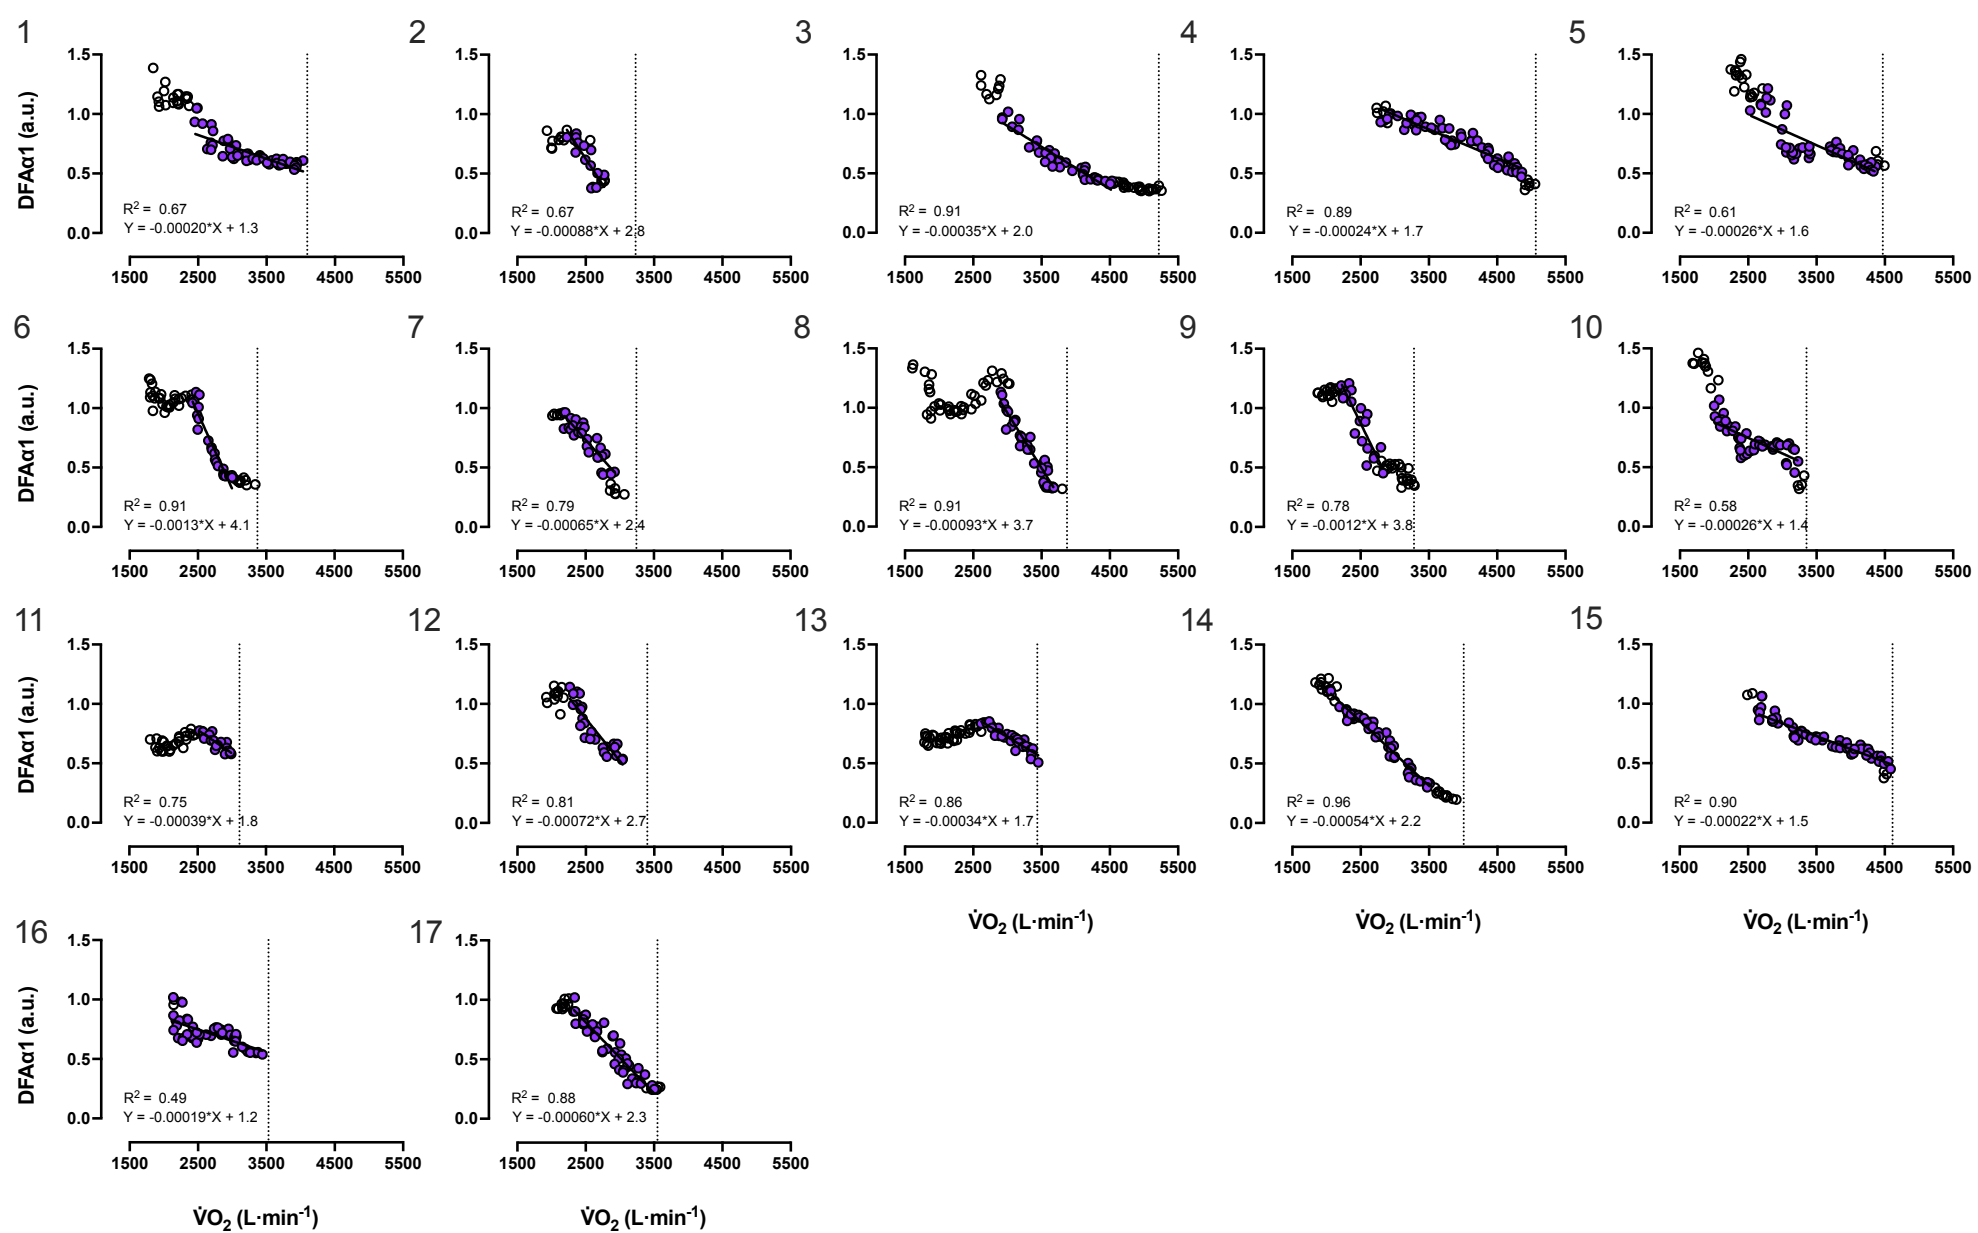 1 2 3 4 5
DFAα1 (a.u.)
1.5 1.5 1.5 1.5 1.5
1.0 1.0 1.0 1.0 1.0
0.5 0.5 0.5 0.5 0.5
R² = 0.67 R² = 0.67 R² = 0.91 R² = 0.89 R² = 0.61
Y = -0.00020*X + 1.3 Y = -0.00088*X + 2.8 Y = -0.00035*X + 2.0 Y = -0.00024*X + 1.7 Y = -0.00026*X + 1.6
0.0 0.0 0.0 0.0 0.0
1500 2500 3500 4500 5500 1500 2500 3500 4500 5500 1500 2500 3500 4500 5500 1500 2500 3500 4500 5500 1500 2500 3500 4500 5500
6 7 8 9 10
DFAα1 (a.u.)
1.5 1.5 1.5 1.5 1.5
1.0 1.0 1.0 1.0 1.0
0.5 0.5 0.5 0.5 0.5
R² = 0.91 R² = 0.79 R² = 0.91 R² = 0.78 R² = 0.58
Y = -0.0013*X + 4.1 Y = -0.00065*X + 2.4 Y = -0.00093*X + 3.7 Y = -0.0012*X + 3.8 Y = -0.00026*X + 1.4
0.0 0.0 0.0 0.0 0.0
1500 2500 3500 4500 5500 1500 2500 3500 4500 5500 1500 2500 3500 4500 5500 1500 2500 3500 4500 5500 1500 2500 3500 4500 5500
11 12 13 14 15
DFAα1 (a.u.)
1.5 1.5 1.5 1.5 1.5
1.0 1.0 1.0 1.0 1.0
0.5 0.5 0.5 0.5 0.5
R² = 0.75 R² = 0.81 R² = 0.86 R² = 0.96 R² = 0.90
Y = -0.00039*X + 1.8 Y = -0.00072*X + 2.7 Y = -0.00034*X + 1.7 Y = -0.00054*X + 2.2 Y = -0.00022*X + 1.5
0.0 0.0 0.0 0.0 0.0
1500 2500 3500 4500 5500 1500 2500 3500 4500 5500 1500 2500 3500 4500 5500 1500 2500 3500 4500 5500 1500 2500 3500 4500 5500
V̇O₂ (L·min⁻¹) V̇O₂ (L·min⁻¹) V̇O₂ (L·min⁻¹)
16 17
DFAα1 (a.u.)
1.5 1.5
1.0 1.0
0.5 0.5
R² = 0.49 R² = 0.88
Y = -0.00019*X + 1.2 Y = -0.00060*X + 2.3
0.0 0.0
1500 2500 3500 4500 5500 1500 2500 3500 4500 5500
V̇O₂ (L·min⁻¹) V̇O₂ (L·min⁻¹)